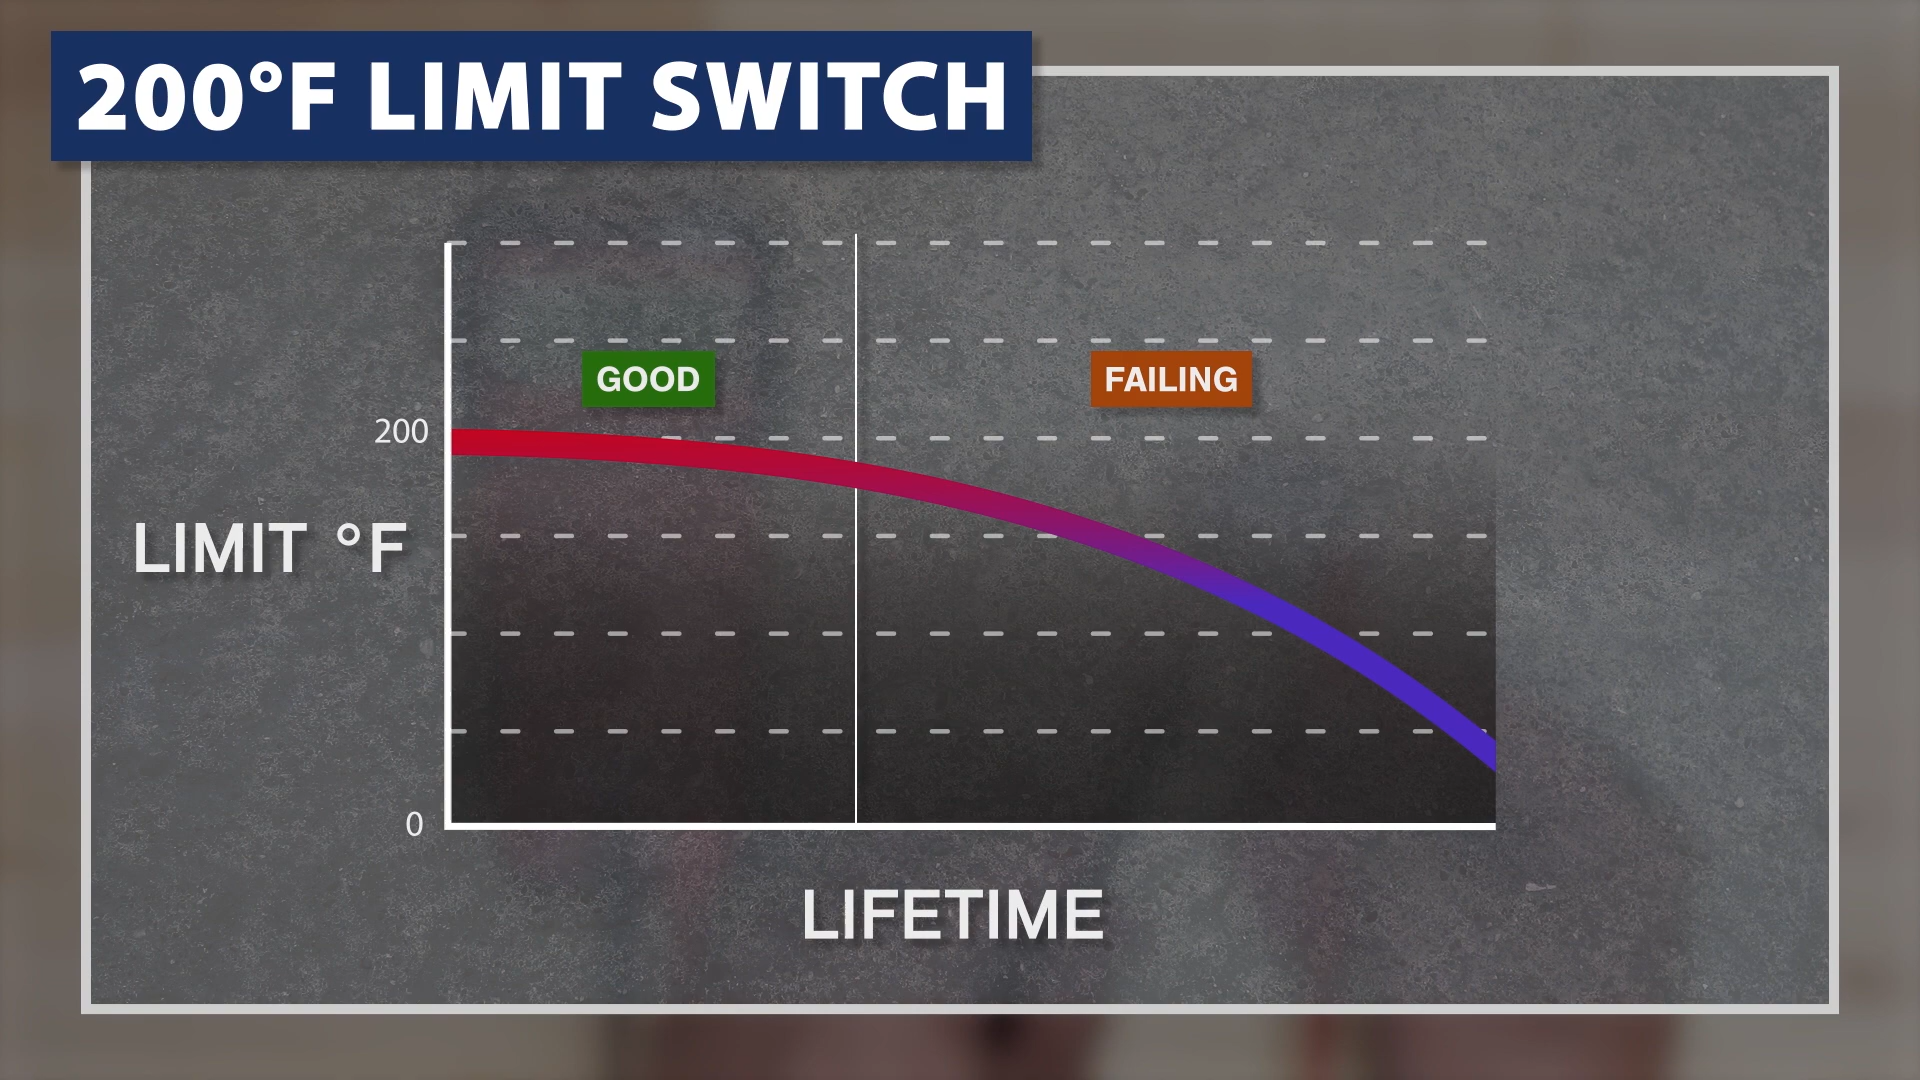 200°F LIMIT SWITCH
GOOD
FAILING
200
LIMIT °F
0
LIFETIME